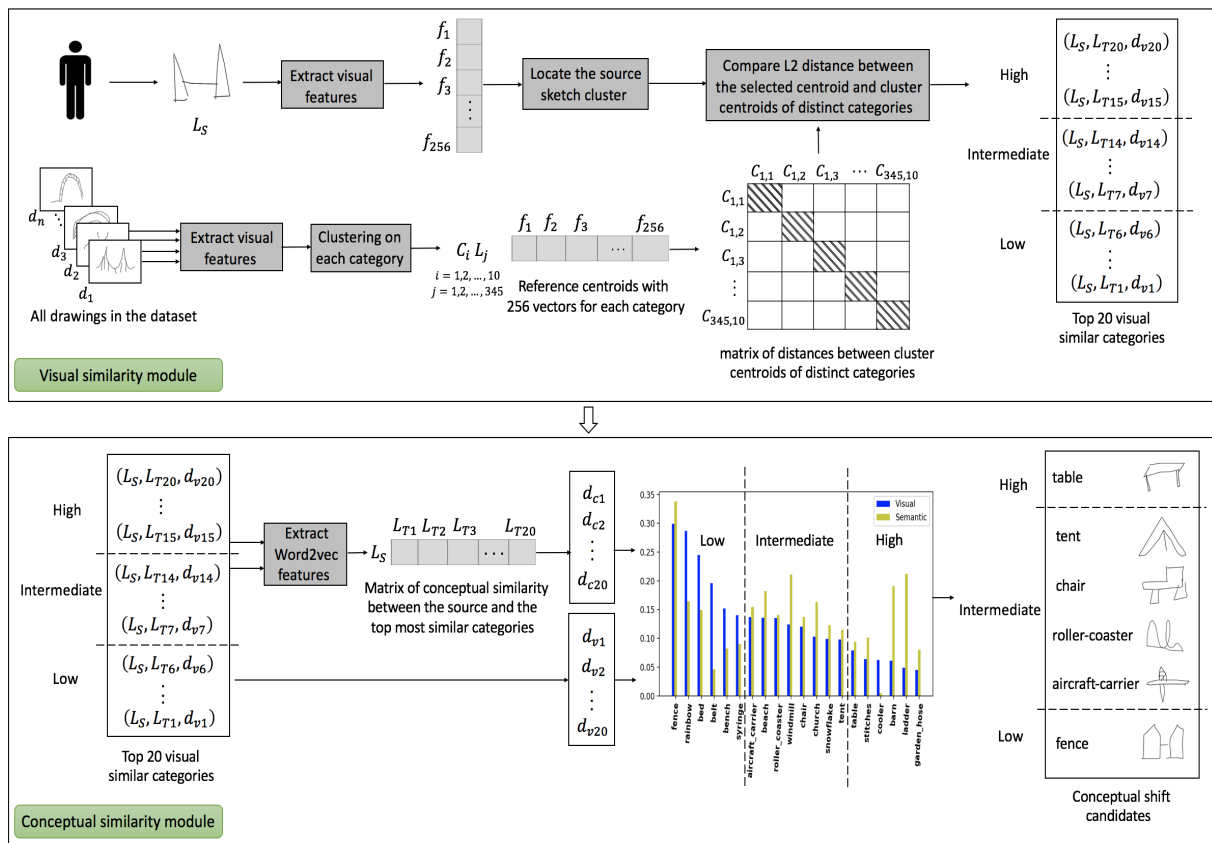 L_S
Extract visual
features
f_1
f_2
f_3
⋮
f_256
Locate the source
sketch cluster
Compare L2 distance between
the selected centroid and cluster
centroids of distinct categories
High
(L_S, L_T20, d_v20)
⋮
(L_S, L_T15, d_v15)
Intermediate
(L_S, L_T14, d_v14)
⋮
(L_S, L_T7, d_v7)
Low
(L_S, L_T6, d_v6)
⋮
(L_S, L_T1, d_v1)
Top 20 visual
similar categories
d_n
⋱
d_3
d_2
d_1
All drawings in the dataset
Extract visual
features
Clustering on
each category
C_i L_j
i = 1,2, ..., 10
j = 1,2, ..., 345
f_1 f_2 f_3 f_256
⋯
Reference centroids with
256 vectors for each category
C_1,1 C_1,2 C_1,3 ⋯ C_345,10
C_1,1
C_1,2
C_1,3
⋮
C_345,10
matrix of distances between cluster
centroids of distinct categories
Visual similarity module
High
(L_S, L_T20, d_v20)
⋮
(L_S, L_T15, d_v15)
Intermediate
(L_S, L_T14, d_v14)
⋮
(L_S, L_T7, d_v7)
Low
(L_S, L_T6, d_v6)
⋮
(L_S, L_T1, d_v1)
Top 20 visual
similar categories
Extract
Word2vec
features
L_T1 L_T2 L_T3 L_T20
L_S ⋯
Matrix of conceptual similarity
between the source and the
top most similar categories
d_c1
d_c2
⋮
d_c20
d_v1
d_v2
⋮
d_v20
0.35
0.30
0.25
0.20
0.15
0.10
0.05
0.00
Visual
Semantic
Low Intermediate High
fence
rainbow
bed
belt
bench
syringe
aircraft_carrier
beach
roller_coaster
windmill
chair
church
snowflake
tent
table
stitches
cooler
barn
ladder
garden_hose
High
table
Intermediate
tent
chair
roller-coaster
aircraft-carrier
Low
fence
Conceptual shift
candidates
Conceptual similarity module